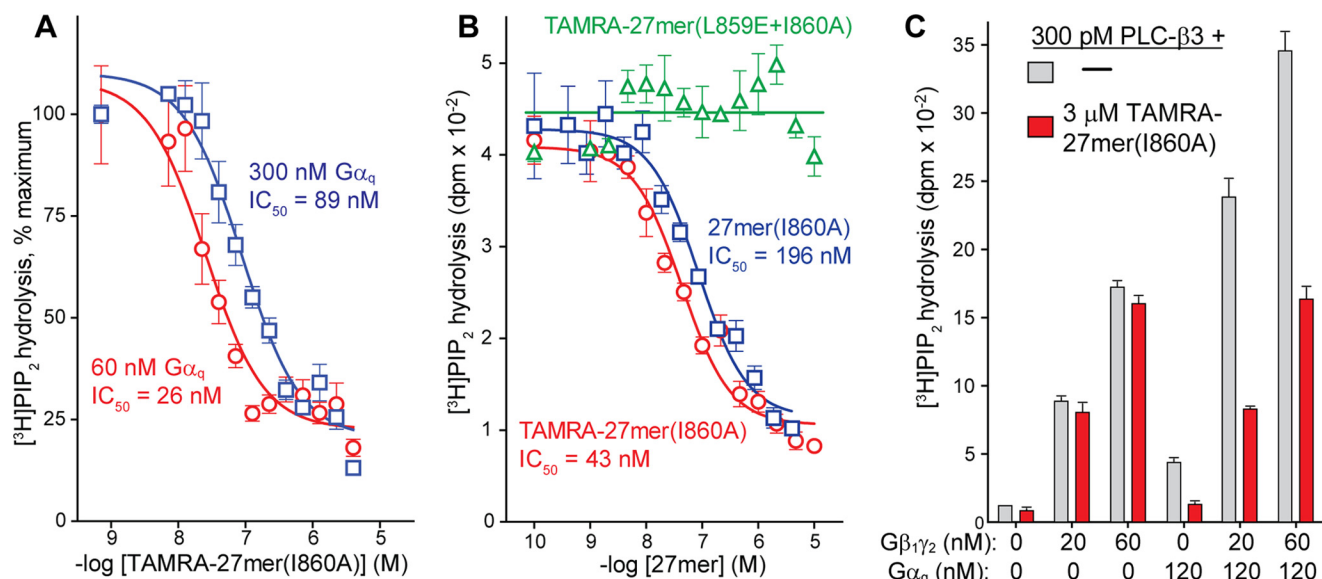 A
[³H]PIP₂ hydrolysis, % maximum
100
75
50
25
0
300 nM Gαq
IC₅₀ = 89 nM
60 nM Gαq
IC₅₀ = 26 nM
9 8 7 6 5
-log [TAMRA-27mer(I860A)] (M)
B
TAMRA-27mer(L859E+I860A)
[³H]PIP₂ hydrolysis (dpm x 10⁻²)
5
4
3
2
1
0
27mer(I860A)
IC₅₀ = 196 nM
TAMRA-27mer(I860A)
IC₅₀ = 43 nM
10 9 8 7 6 5
-log [27mer] (M)
C
300 pM PLC-β3 +
—
3 μM TAMRA-
27mer(I860A)
[³H]PIP₂ hydrolysis (dpm x 10⁻²)
35
30
25
20
15
10
5
0
Gβ₁γ₂ (nM): 0 20 60 0 20 60
Gαq (nM): 0 0 0 120 120 120